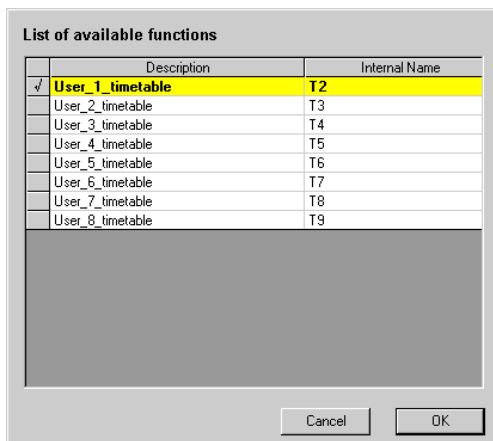 List of available functions
Description Internal Name
√ User_1_timetable T2
User_2_timetable T3
User_3_timetable T4
User_4_timetable T5
User_5_timetable T6
User_6_timetable T7
User_7_timetable T8
User_8_timetable T9
Cancel OK